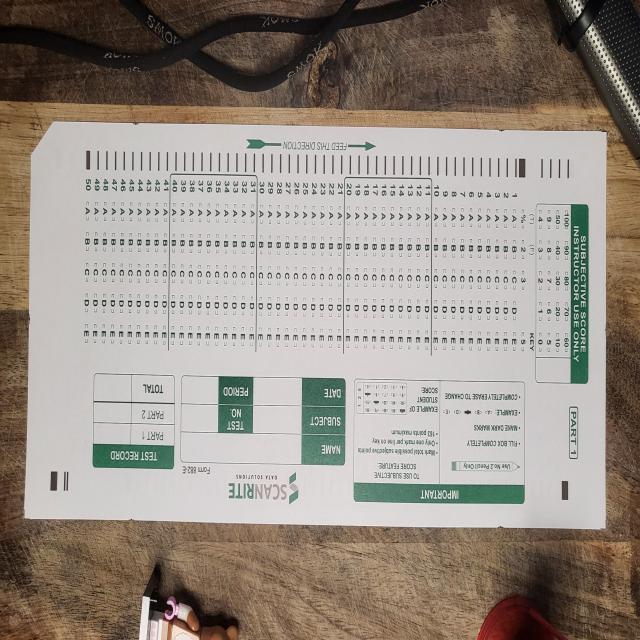 FEED THIS DIRECTION
PART 1
SUBJECTIVE SCORE
INSTRUCTOR USE ONLY
100 90 80 70 60
50 40 30 20 10
9 8 7 6 5
4 3 2 1 0
KEY
1 A B C D E
2 A B C D E
3 A B C D E
4 A B C D E
5 A B C D E
6 A B C D E
7 A B C D E
8 A B C D E
9 A B C D E
10 A B C D E
11 A B C D E
12 A B C D E
13 A B C D E
14 A B C D E
15 A B C D E
16 A B C D E
17 A B C D E
18 A B C D E
19 A B C D E
20 A B C D E
21 A B C D E
22 A B C D E
23 A B C D E
24 A B C D E
25 A B C D E
26 A B C D E
27 A B C D E
28 A B C D E
29 A B C D E
30 A B C D E
31 A B C D E
32 A B C D E
33 A B C D E
34 A B C D E
35 A B C D E
36 A B C D E
37 A B C D E
38 A B C D E
39 A B C D E
40 A B C D E
41 A B C D E
42 A B C D E
43 A B C D E
44 A B C D E
45 A B C D E
46 A B C D E
47 A B C D E
48 A B C D E
49 A B C D E
50 A B C D E
IMPORTANT
Use No.2 Pencil Only
• FILL BOX COMPLETELY
• MAKE DARK MARKS
• EXAMPLE:
• COMPLETELY ERASE TO CHANGE
TO USE SUBJECTIVE
SCORE FEATURE:
*Mark total possible subjective points
*Only one mark per line on key
*163 points maximum
EXAMPLE OF
STUDENT
SCORE
SCANRITE
DATA SOLUTIONS
Form 882-E
NAME
SUBJECT
TEST NO.
DATE
PERIOD
TEST RECORD
PART 1
PART 2
TOTAL